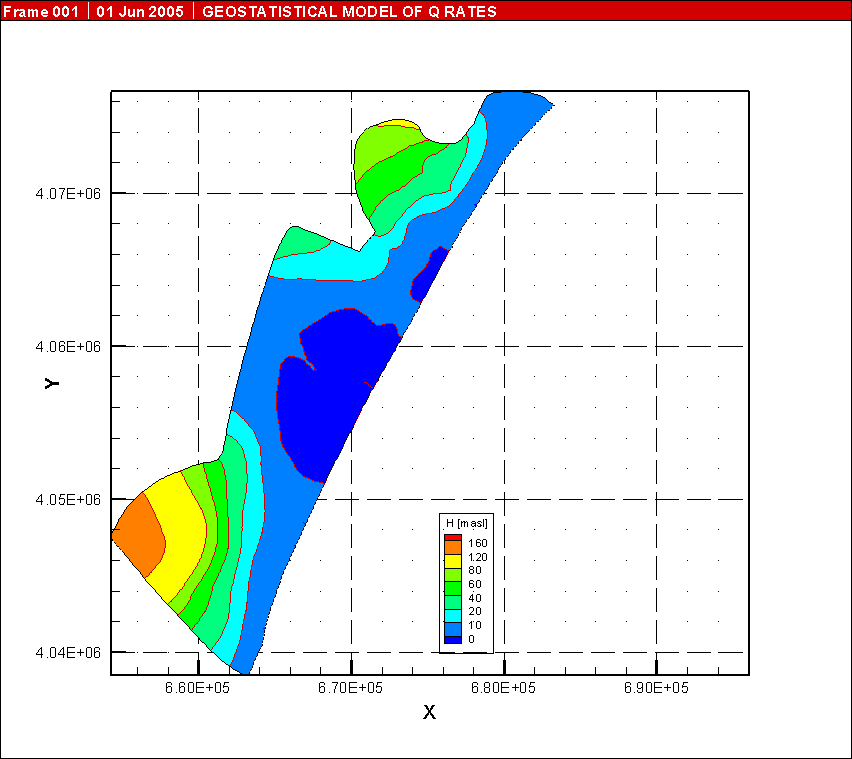 Frame 001 | 01 Jun 2005 | GEOSTATISTICAL MODEL OF Q RATES
4.07E+06
4.06E+06
Y
4.05E+06
H [masl]
160
120
80
60
40
20
10
0
4.04E+06
6.60E+05 6.70E+05 6.80E+05 6.90E+05
X